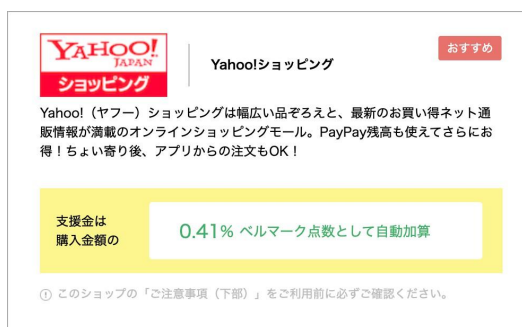 YAHOO!
JAPAN
ショッピング
Yahoo!ショッピング
おすすめ
Yahoo!（ヤフー）ショッピングは幅広い品ぞろえと、最新のお買い得ネット通
販情報が満載のオンラインショッピングモール。PayPay残高も使えてさらにお
得！ちょい寄り後、アプリからの注文もOK！
支援金は
購入金額の
0.41% ベルマーク点数として自動加算
このショップの「ご注意事項（下部）」をご利用前に必ずご確認ください。